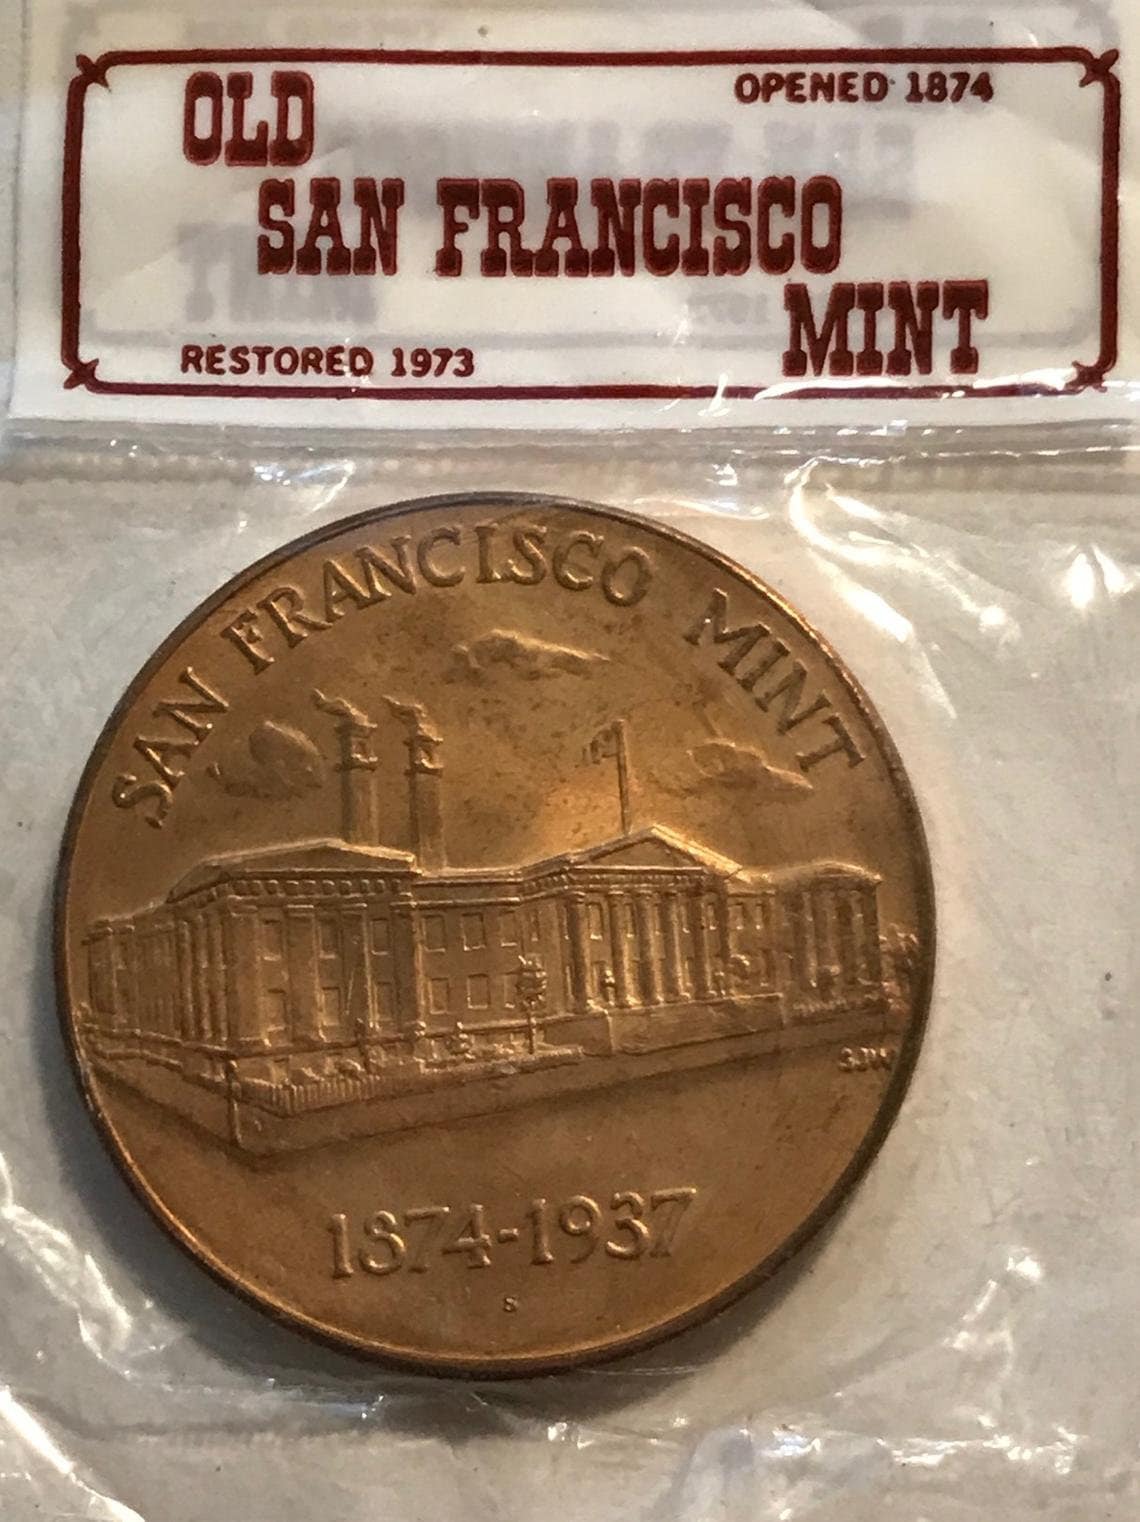 OLD
OPENED 1874
SAN FRANCISCO
MINT
RESTORED 1973
SAN FRANCISCO MINT
1874-1937
S